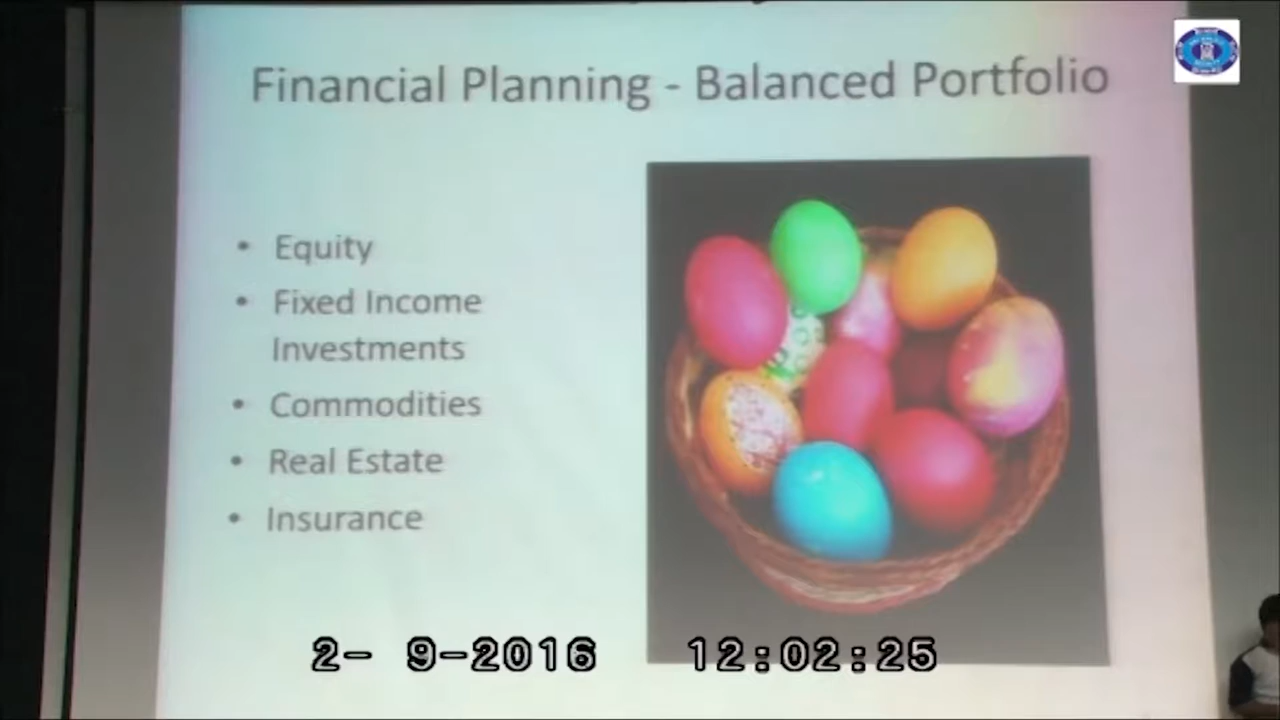 Financial Planning - Balanced Portfolio
• Equity
• Fixed Income
Investments
• Commodities
• Real Estate
• Insurance
2- 9-2016 12:02:25